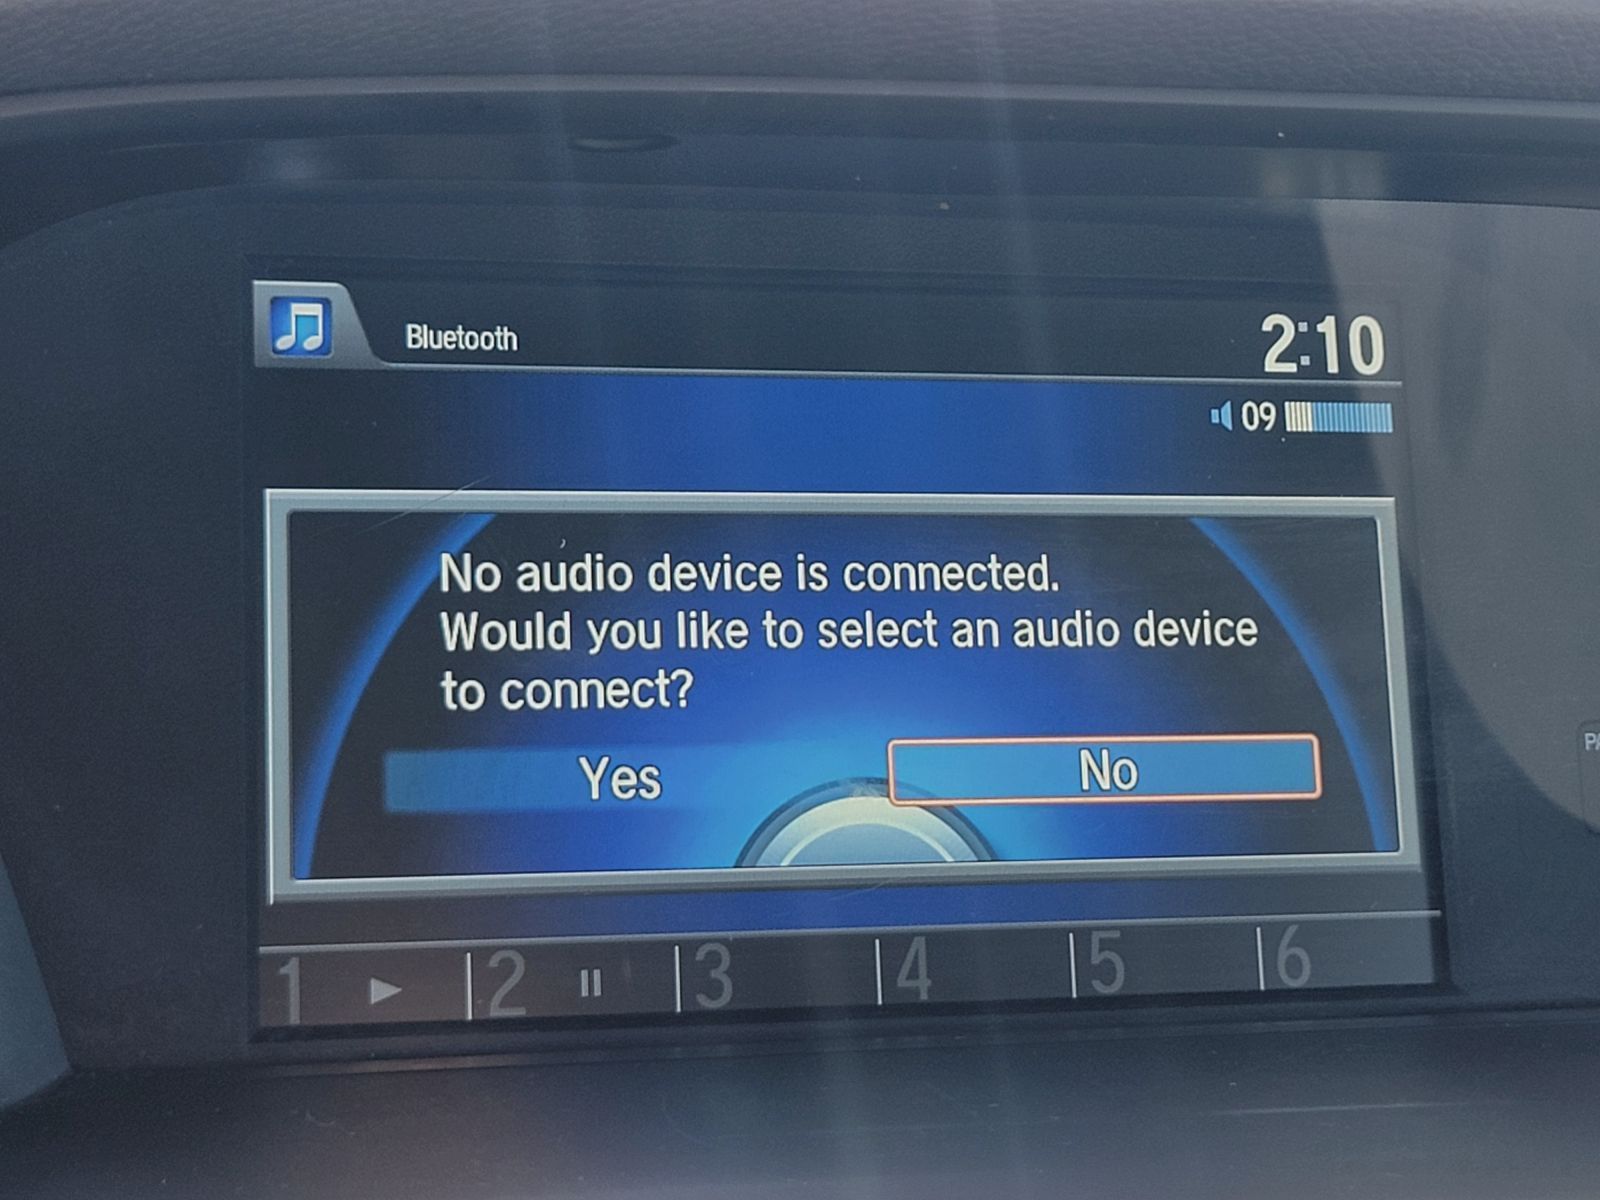 Bluetooth
2:10
09
No audio device is connected.
Would you like to select an audio device
to connect?
Yes No
1 2 3 4 5 6